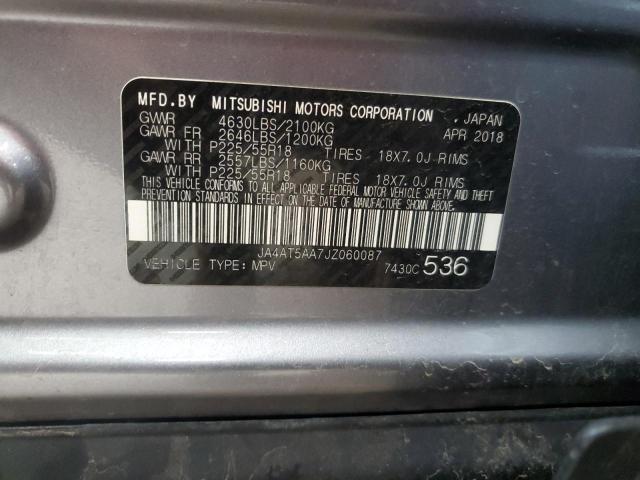 MFD.BY MITSUBISHI MOTORS CORPORATION . JAPAN
GVWR 4630LBS/2100KG APR 2018
GAWR FR 2646LBS/1200KG
WITH P225/55R18 TIRES 18X7.0J RIMS
GAWR RR 2557LBS/1160KG
WITH P225/55R18 TIRES 18X7.0J RIMS
THIS VEHICLE CONFORMS TO ALL APPLICABLE FEDERAL MOTOR VEHICLE SAFETY AND THEFT
PREVENTION STANDARDS IN EFFECT ON THE DATE OF MANUFACTURE SHOWN ABOVE.
JA4AT5AA7JZ060087
VEHICLE TYPE: MPV 7430C 536